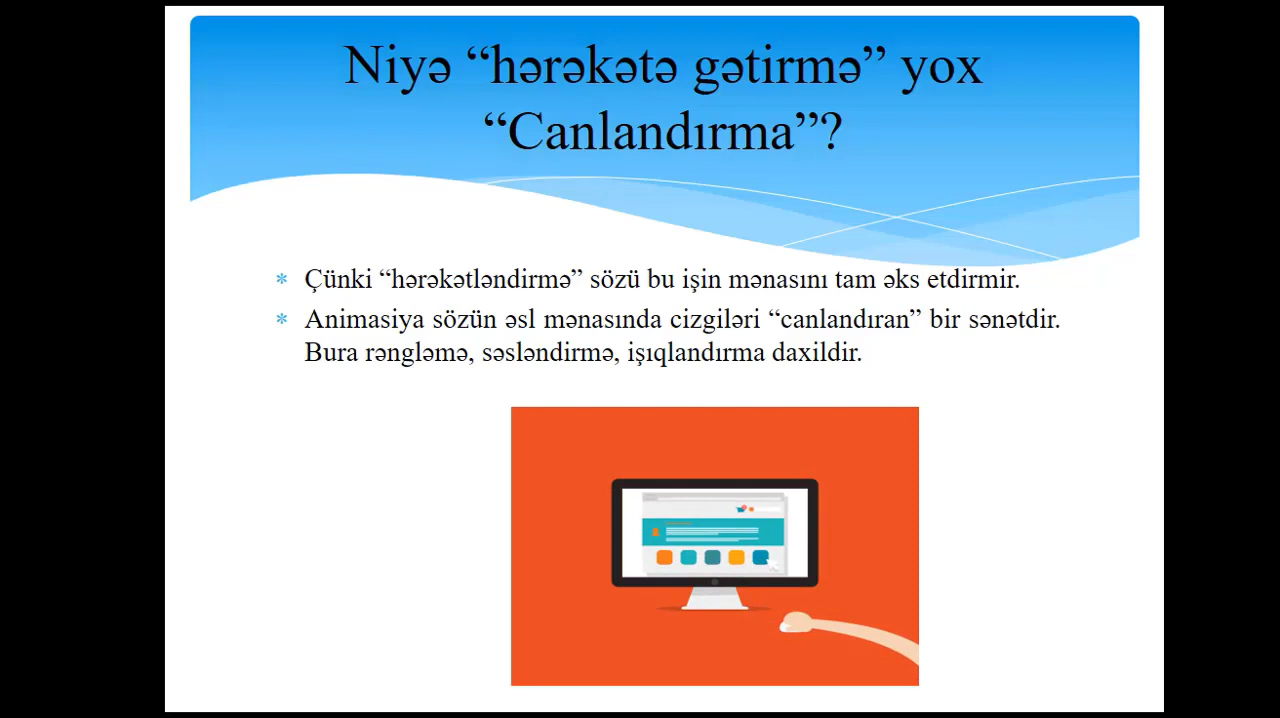 Niyə “hərəkətə gətirmə” yox
“Canlandırma”?
Çünki “hərəkətləndirmə” sözü bu işin mənasını tam əks etdirmir.
Animasiya sözün əsl mənasında cizgiləri “canlandıran” bir sənətdir.
Bura rəngləmə, səsləndirmə, işıqlandırma daxildir.